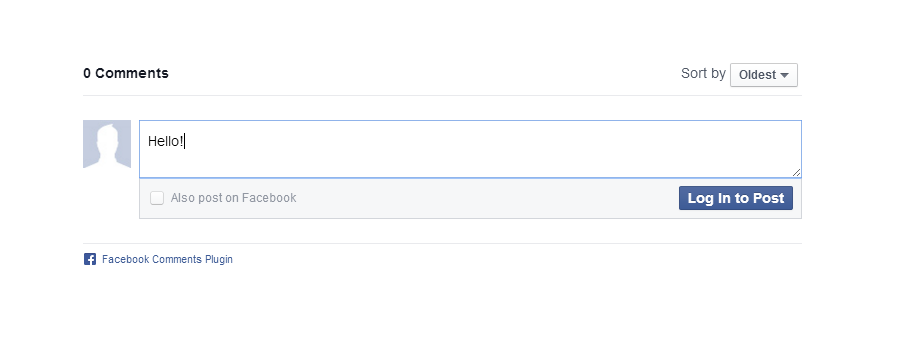 0 Comments
Sort by Oldest
Hello!
Also post on Facebook
Log In to Post
Facebook Comments Plugin